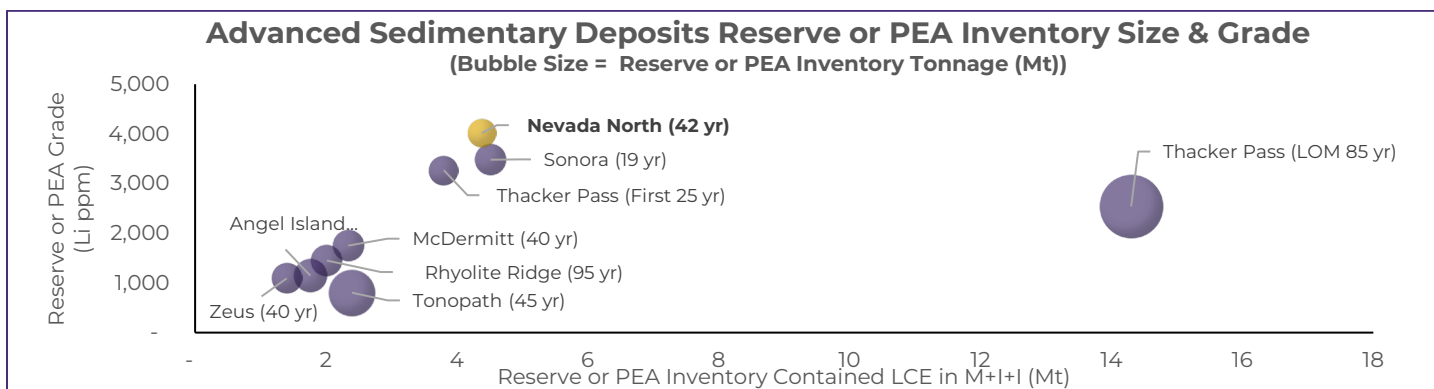 Advanced Sedimentary Deposits Reserve or PEA Inventory Size & Grade
(Bubble Size = Reserve or PEA Inventory Tonnage (Mt))
Reserve or PEA Grade
(Li ppm)
5,000
4,000
3,000
2,000
1,000
-
Nevada North (42 yr)
Sonora (19 yr)
Thacker Pass (LOM 85 yr)
Thacker Pass (First 25 yr)
Angel Island...
McDermitt (40 yr)
Rhyolite Ridge (95 yr)
Tonopath (45 yr)
Zeus (40 yr)
- 2 4 6 8 10 12 14 16 18
Reserve or PEA Inventory Contained LCE in M+I+I (Mt)